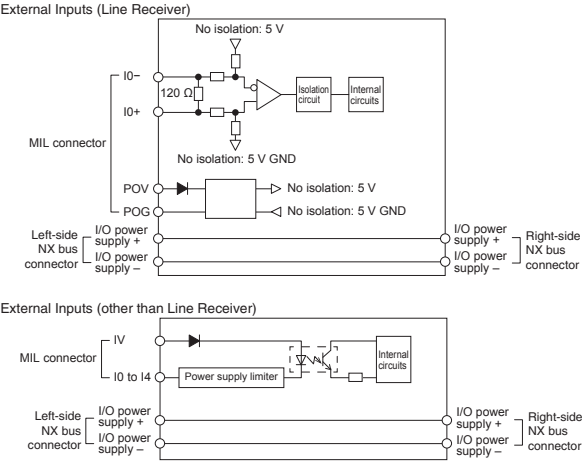 External Inputs (Line Receiver)
No isolation: 5 V
I0−
120 Ω
Isolation
circuit
Internal
circuits
I0+
MIL connector
No isolation: 5 V GND
POV
No isolation: 5 V
POG
No isolation: 5 V GND
Left-side
NX bus
connector
I/O power
supply +
I/O power
supply –
I/O power
supply +
I/O power
supply –
Right-side
NX bus
connector
External Inputs (other than Line Receiver)
IV
MIL connector
I0 to I4
Power supply limiter
Internal
circuits
Left-side
NX bus
connector
I/O power
supply +
I/O power
supply –
I/O power
supply +
I/O power
supply –
Right-side
NX bus
connector